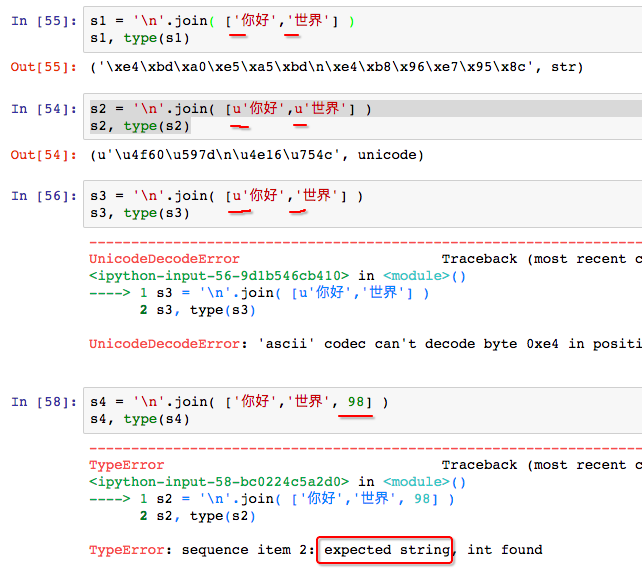 In [55]: s1 = '\n'.join( ['你好','世界'] )
s1, type(s1)
Out[55]: ('\xe4\xbd\xa0\xe5\xa5\xbd\n\xe4\xb8\x96\xe7\x95\x8c', str)
In [54]: s2 = '\n'.join( [u'你好',u'世界'] )
s2, type(s2)
Out[54]: (u'\u4f60\u597d\n\u4e16\u754c', unicode)
In [56]: s3 = '\n'.join( [u'你好','世界'] )
s3, type(s3)
UnicodeDecodeError Traceback (most recent c
<ipython-input-56-9d1b546cb410> in <module>()
----> 1 s3 = '\n'.join( [u'你好','世界'] )
2 s3, type(s3)
UnicodeDecodeError: 'ascii' codec can't decode byte 0xe4 in positi
In [58]: s4 = '\n'.join( ['你好','世界', 98] )
s4, type(s4)
TypeError Traceback (most recent c
<ipython-input-58-bc0224c5a2d0> in <module>()
----> 1 s2 = '\n'.join( ['你好','世界', 98] )
2 s2, type(s2)
TypeError: sequence item 2: expected string, int found